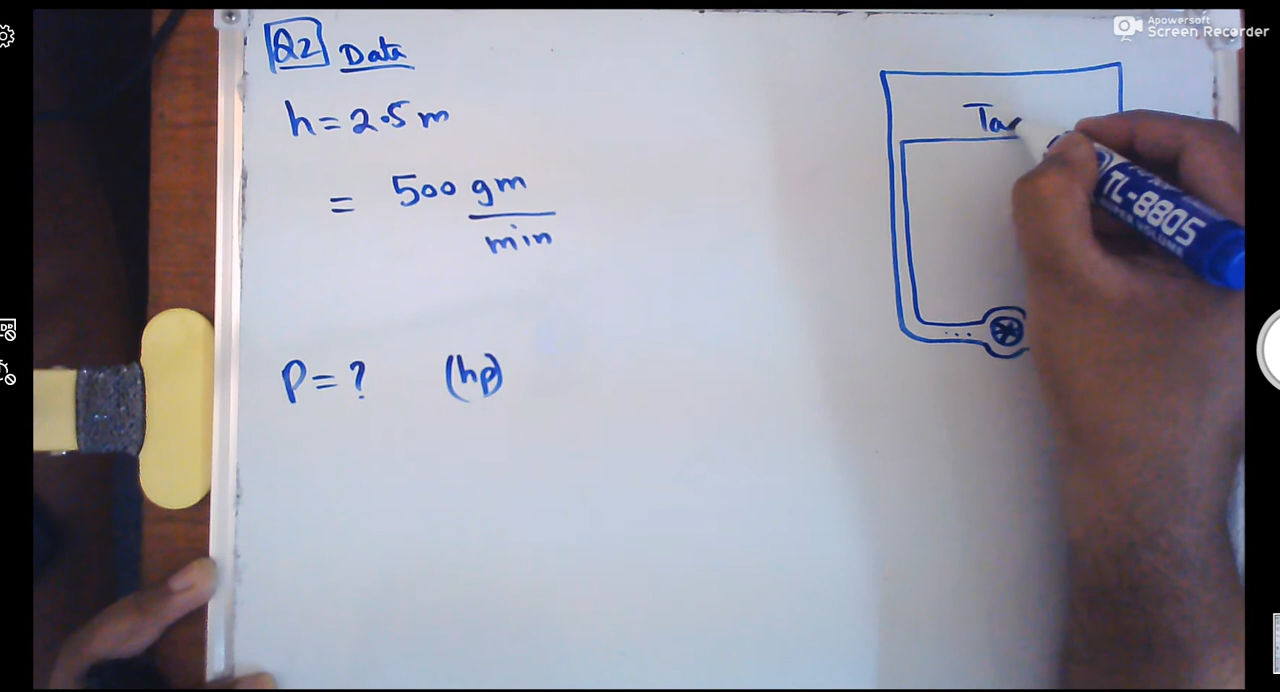 Q2 Data
h = 2.5 m
= 500 gm
min
P = ? (hp)
Ta
TL-8805
Apowersoft
Screen Recorder